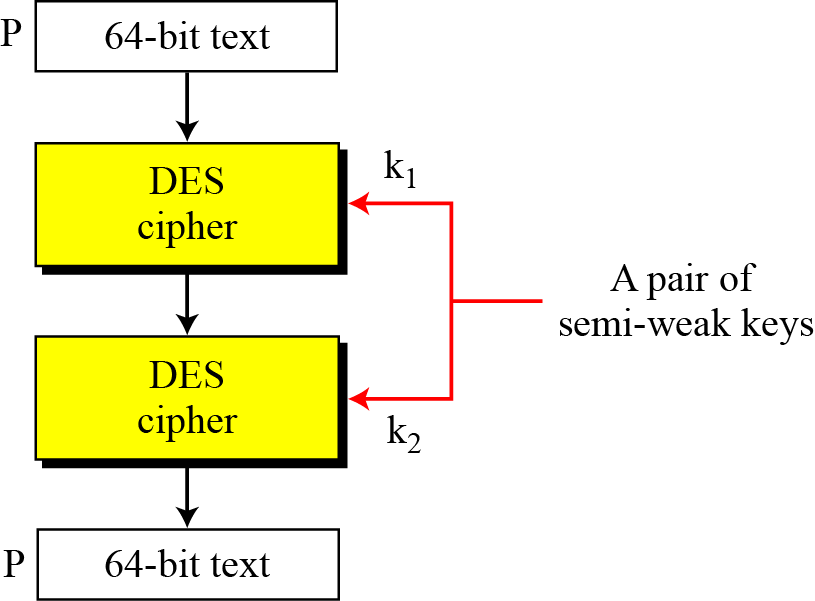 P 64-bit text
DES
cipher
k1
A pair of
semi-weak keys
DES
cipher
k2
P 64-bit text